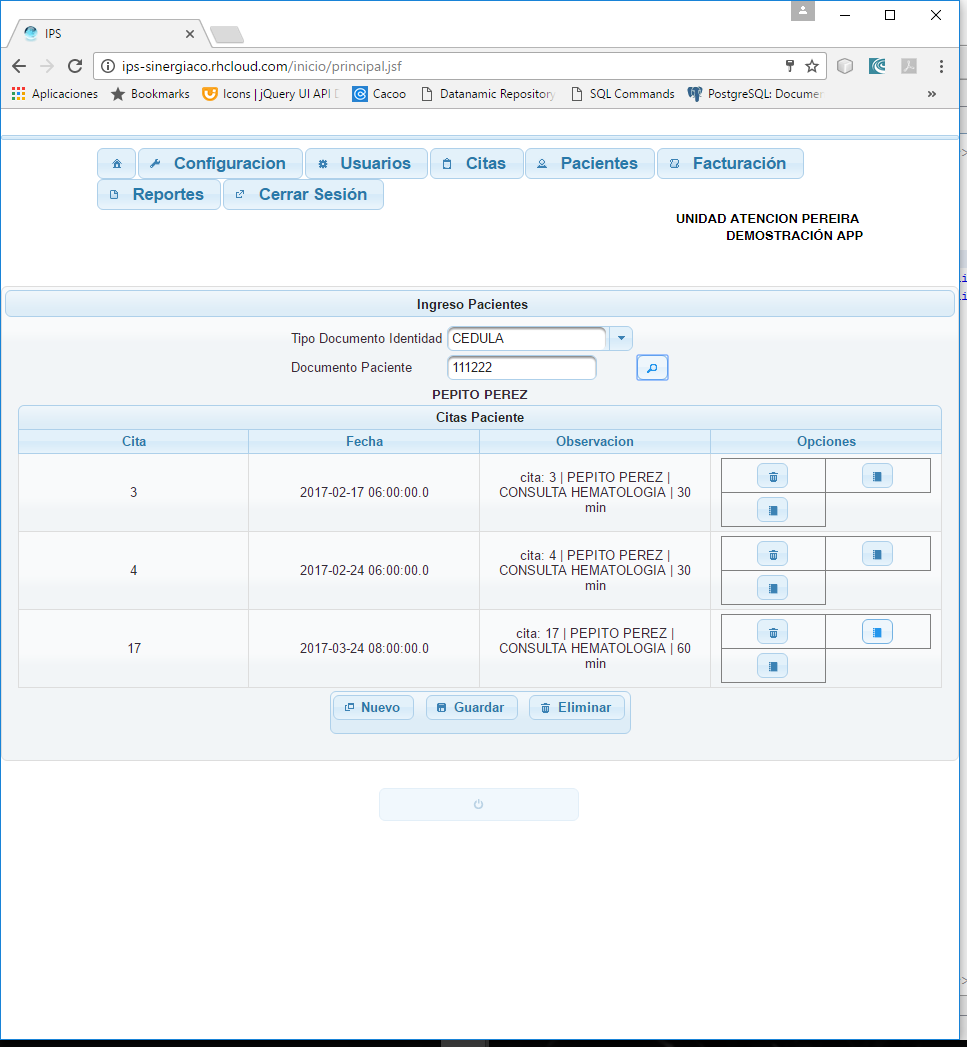 IPS
ips-sinergiaco.rhcloud.com/inicio/principal.jsf
Aplicaciones Bookmarks Icons | jQuery UI API Cacoo Datanamic Repository SQL Commands PostgreSQL: Documen
Configuracion Usuarios Citas Pacientes Facturación
Reportes Cerrar Sesión
UNIDAD ATENCION PEREIRA
DEMOSTRACIÓN APP
Ingreso Pacientes
Tipo Documento Identidad CEDULA
Documento Paciente 111222
PEPITO PEREZ
Citas Paciente
Cita Fecha Observacion Opciones
3 2017-02-17 06:00:00.0 cita: 3 | PEPITO PEREZ |
CONSULTA HEMATOLOGIA | 30
min
4 2017-02-24 06:00:00.0 cita: 4 | PEPITO PEREZ |
CONSULTA HEMATOLOGIA | 30
min
17 2017-03-24 08:00:00.0 cita: 17 | PEPITO PEREZ |
CONSULTA HEMATOLOGIA | 60
min
Nuevo Guardar Eliminar